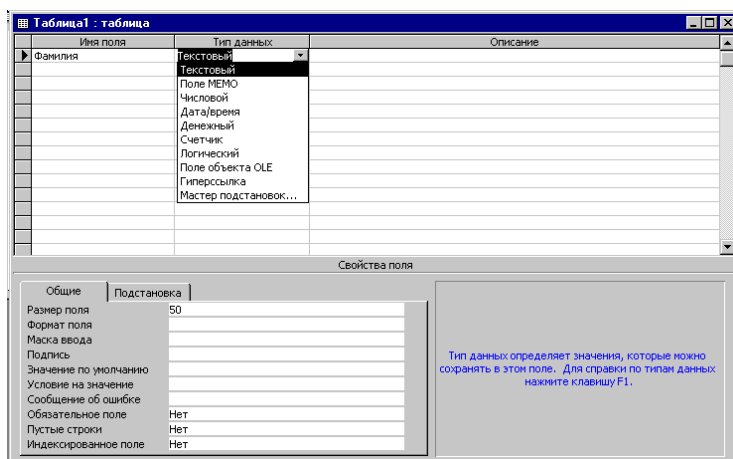 Таблица1 : таблица
Имя поля Тип данных Описание
Фамилия Текстовый
Текстовый
Поле MEMO
Числовой
Дата/время
Денежный
Счетчик
Логический
Поле объекта OLE
Гиперссылка
Мастер подстановок...
Свойства поля
Общие Подстановка
Размер поля 50
Формат поля
Маска ввода
Подпись
Значение по умолчанию
Условие на значение
Сообщение об ошибке
Обязательное поле Нет
Пустые строки Нет
Индексированное поле Нет
Тип данных определяет значения, которые можно
сохранять в этом поле. Для справки по типам данных
нажмите клавишу F1.